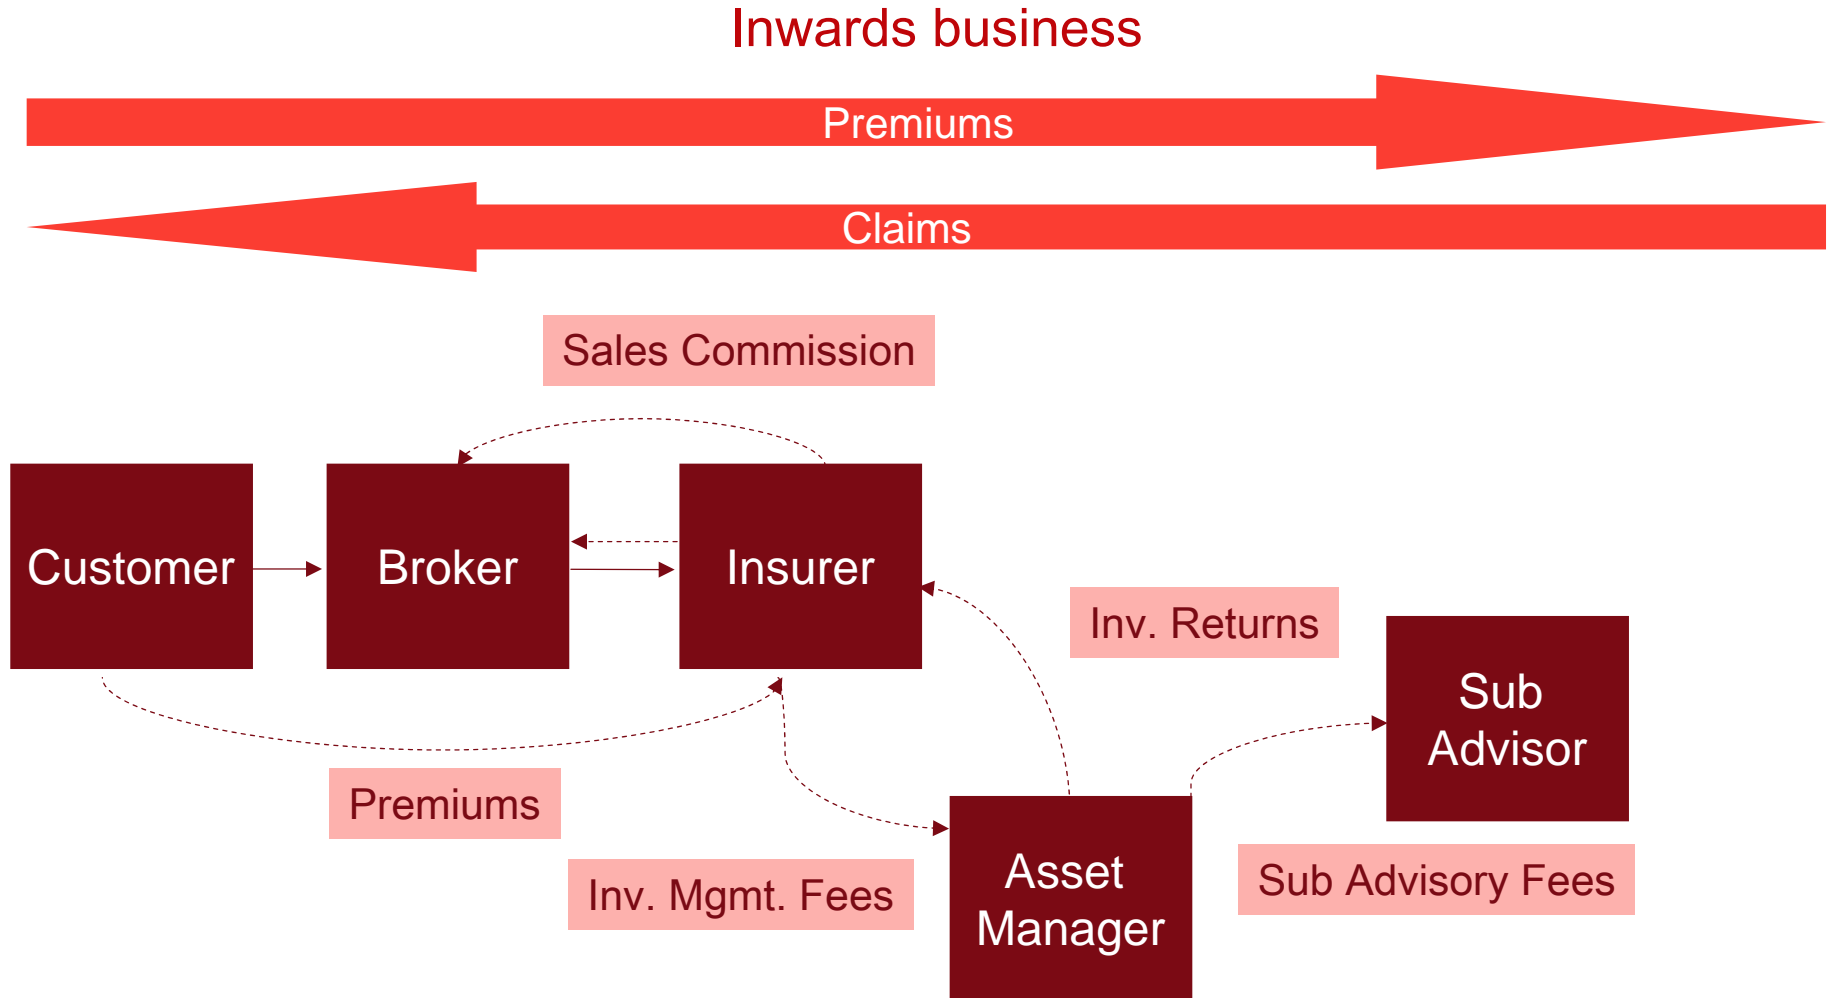 Inwards business
Premiums
Claims
Sales Commission
Customer
Broker
Insurer
Inv. Returns
Sub
Advisor
Premiums
Inv. Mgmt. Fees
Asset
Manager
Sub Advisory Fees